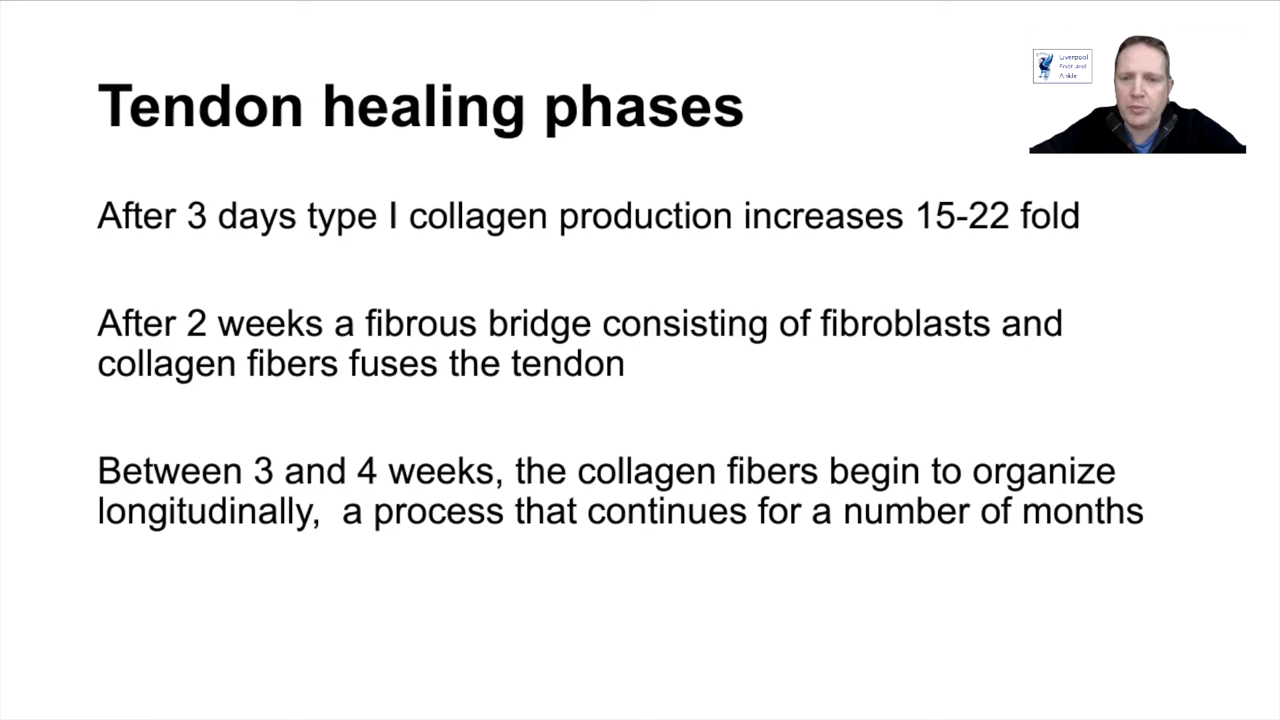 Tendon healing phases
Liverpool
Foot and
Ankle
After 3 days type I collagen production increases 15-22 fold
After 2 weeks a fibrous bridge consisting of fibroblasts and
collagen fibers fuses the tendon
Between 3 and 4 weeks, the collagen fibers begin to organize
longitudinally,  a process that continues for a number of months